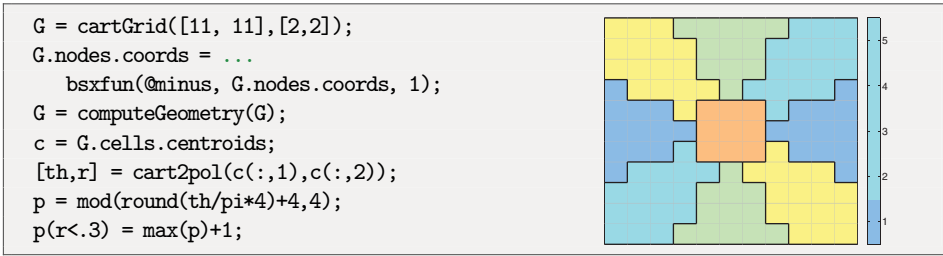 G = cartGrid([11, 11],[2,2]);
G.nodes.coords = ...
bsxfun(@minus, G.nodes.coords, 1);
G = computeGeometry(G);
c = G.cells.centroids;
[th,r] = cart2pol(c(:,1),c(:,2));
p = mod(round(th/pi*4)+4,4);
p(r<.3) = max(p)+1;
5
4
3
2
1